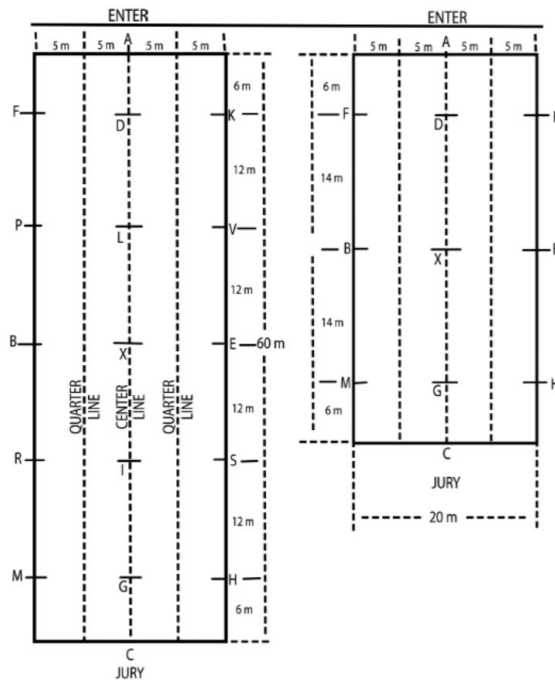 ENTER
A
5 m 5 m 5 m 5 m
6 m
F D K
12 m
P L V
12 m
B X E 60 m
QUARTER LINE
CENTER LINE
QUARTER LINE
12 m
R I S
12 m
M G H
6 m
C
JURY
ENTER
A
5 m 5 m 5 m 5 m
6 m
F D
14 m
B X
14 m
M G H
6 m
C
JURY
20 m